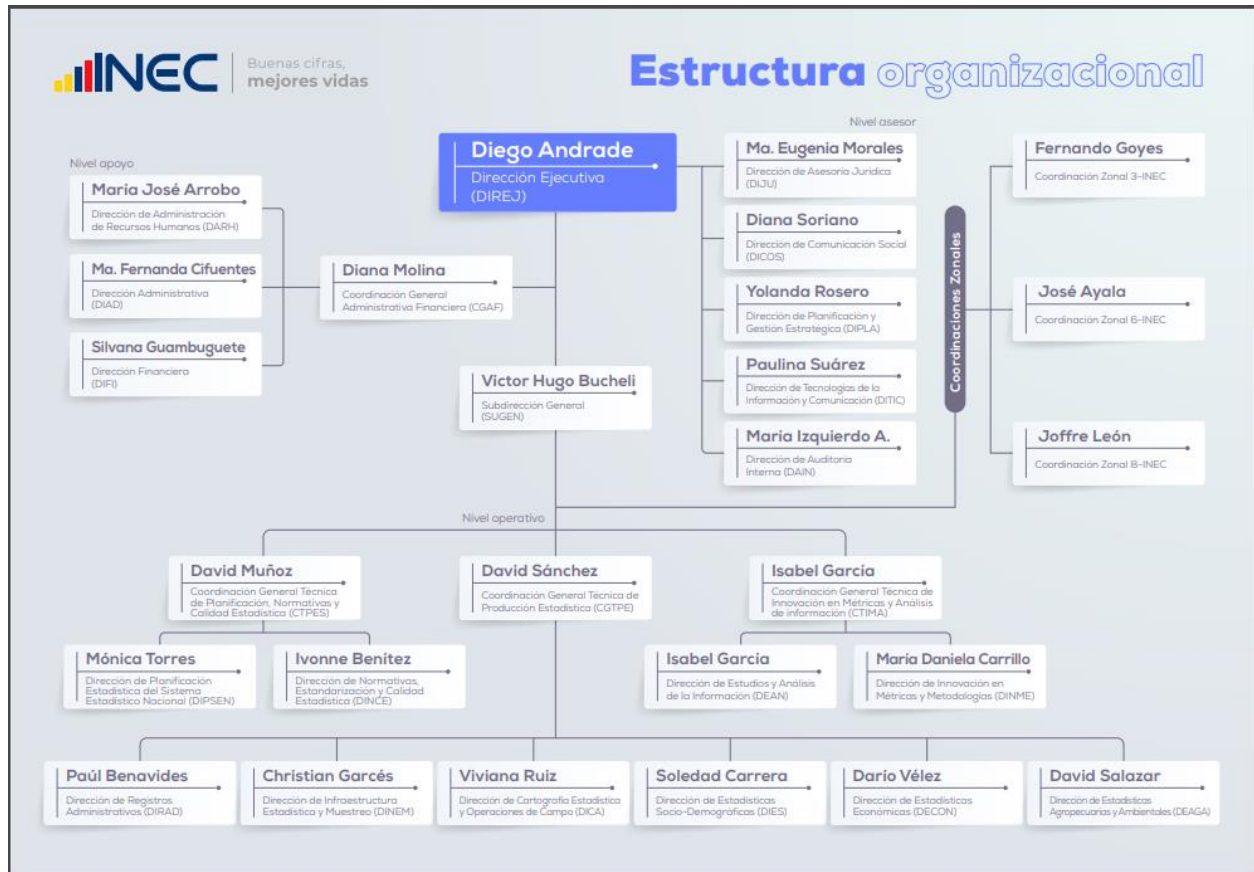 INEC
Buenas cifras,
mejores vidas
Estructura organizacional
Nivel apoyo
María José Arrobo
Dirección de Administración
de Recursos Humanos (DARH)
Ma. Fernanda Cifuentes
Dirección Administrativa
(DIAD)
Silvana Guambuguete
Dirección Financiera
(DIFI)
Diana Molina
Coordinación General
Administrativa Financiera (CGAF)
Diego Andrade
Dirección Ejecutiva
(DIREJ)
Víctor Hugo Bucheli
Subdirección General
(SUGEN)
Nivel asesor
Ma. Eugenia Morales
Dirección de Asesoría Jurídica
(DIJU)
Diana Soriano
Dirección de Comunicación Social
(DICOS)
Yolanda Rosero
Dirección de Planificación y
Gestión Estratégica (DIPLA)
Paulina Suárez
Dirección de Tecnologías de la
Información y Comunicación (DITIC)
María Izquierdo A.
Dirección de Auditoría
Interna (DAIN)
Coordinaciones Zonales
Fernando Goyes
Coordinación Zonal 3-INEC
José Ayala
Coordinación Zonal 6-INEC
Joffre León
Coordinación Zonal 8-INEC
Nivel operativo
David Muñoz
Coordinación General Técnica
de Planificación, Normativas y
Calidad Estadística (CTPES)
David Sánchez
Coordinación General Técnica de
Producción Estadística (CGTPE)
Isabel García
Coordinación General Técnica de
Innovación en Métricas y Análisis
de información (CTIMA)
Mónica Torres
Dirección de Planificación
Estadística del Sistema
Estadístico Nacional (DIPSEN)
Ivonne Benítez
Dirección de Normativas,
Estandarización y Calidad
Estadística (DINCE)
Isabel García
Dirección de Estudios y Análisis
de la Información (DEAN)
María Daniela Carrillo
Dirección de Innovación en
Métricas y Metodologías (DINME)
Paúl Benavides
Dirección de Registros
Administrativos (DIRAD)
Christian Garcés
Dirección de Infraestructura
Estadística y Muestreo (DINEM)
Viviana Ruiz
Dirección de Cartografía Estadística
y Operaciones de Campo (DICA)
Soledad Carrera
Dirección de Estadísticas
Socio-Demográficas (DIES)
Darío Vélez
Dirección de Estadísticas
Económicas (DECON)
David Salazar
Dirección de Estadísticas
Agropecuarias y Ambientales (DEAGA)